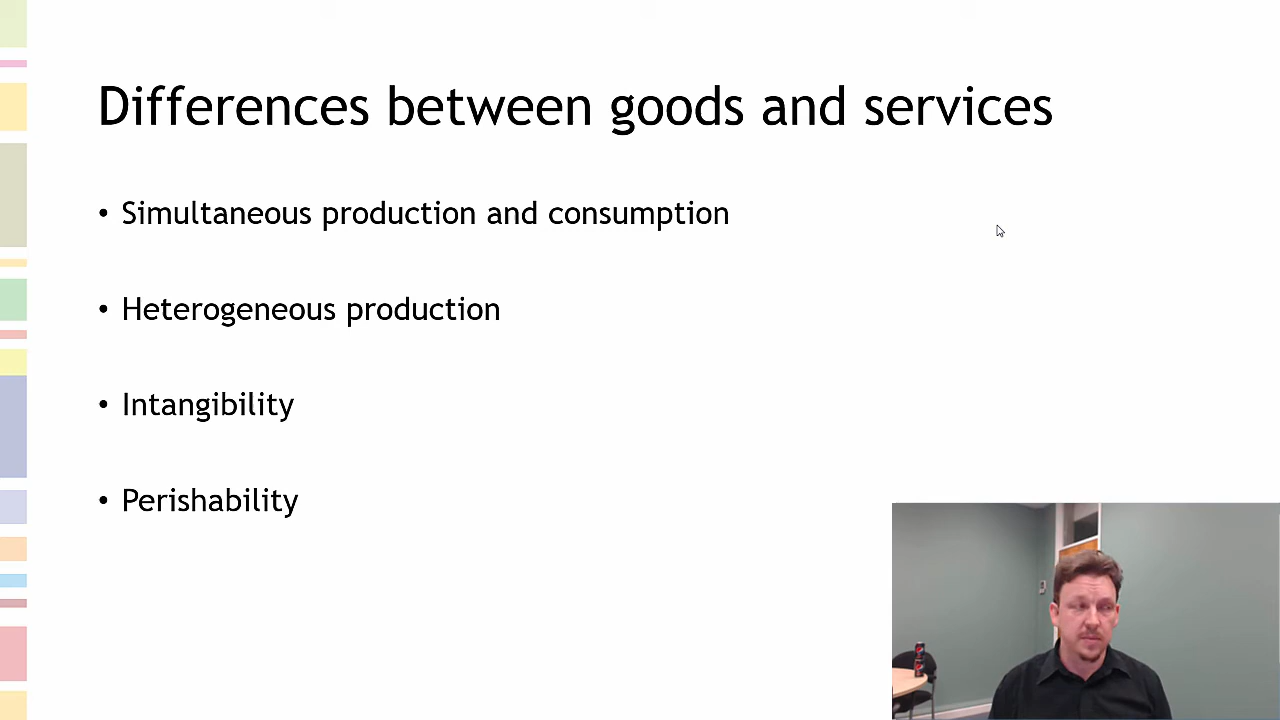 Differences between goods and services
• Simultaneous production and consumption
• Heterogeneous production
• Intangibility
• Perishability